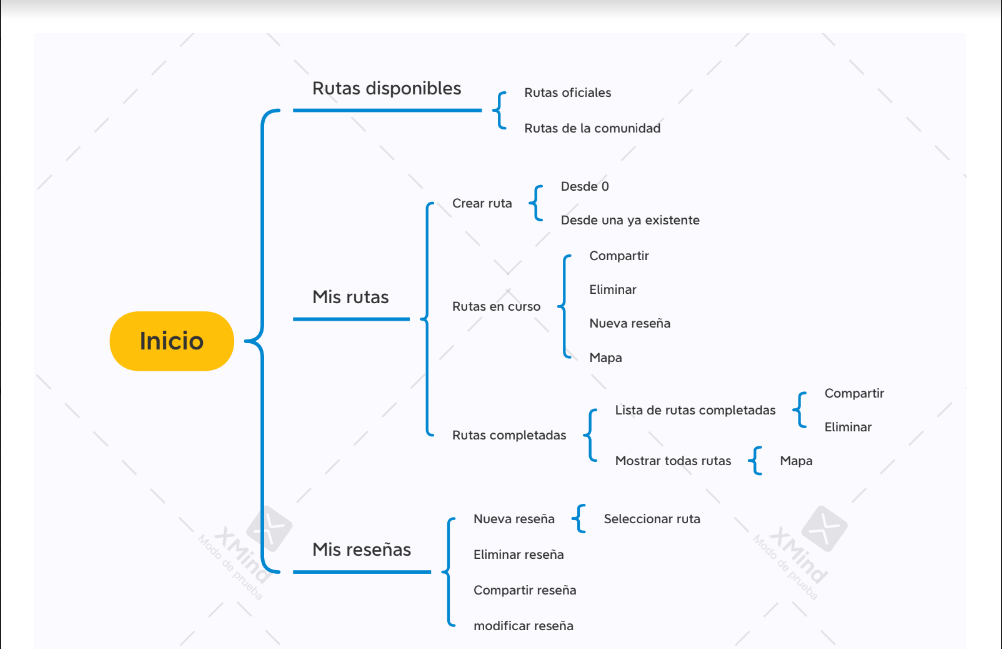 Rutas disponibles
Rutas oficiales
Rutas de la comunidad
Mis rutas
Crear ruta
Desde 0
Desde una ya existente
Rutas en curso
Compartir
Eliminar
Nueva reseña
Mapa
Rutas completadas
Lista de rutas completadas
Compartir
Eliminar
Mostrar todas rutas
Mapa
Inicio
Mis reseñas
Nueva reseña
Seleccionar ruta
Eliminar reseña
Compartir reseña
modificar reseña
XMind
Modo de prueba
XMind
Modo de prueba